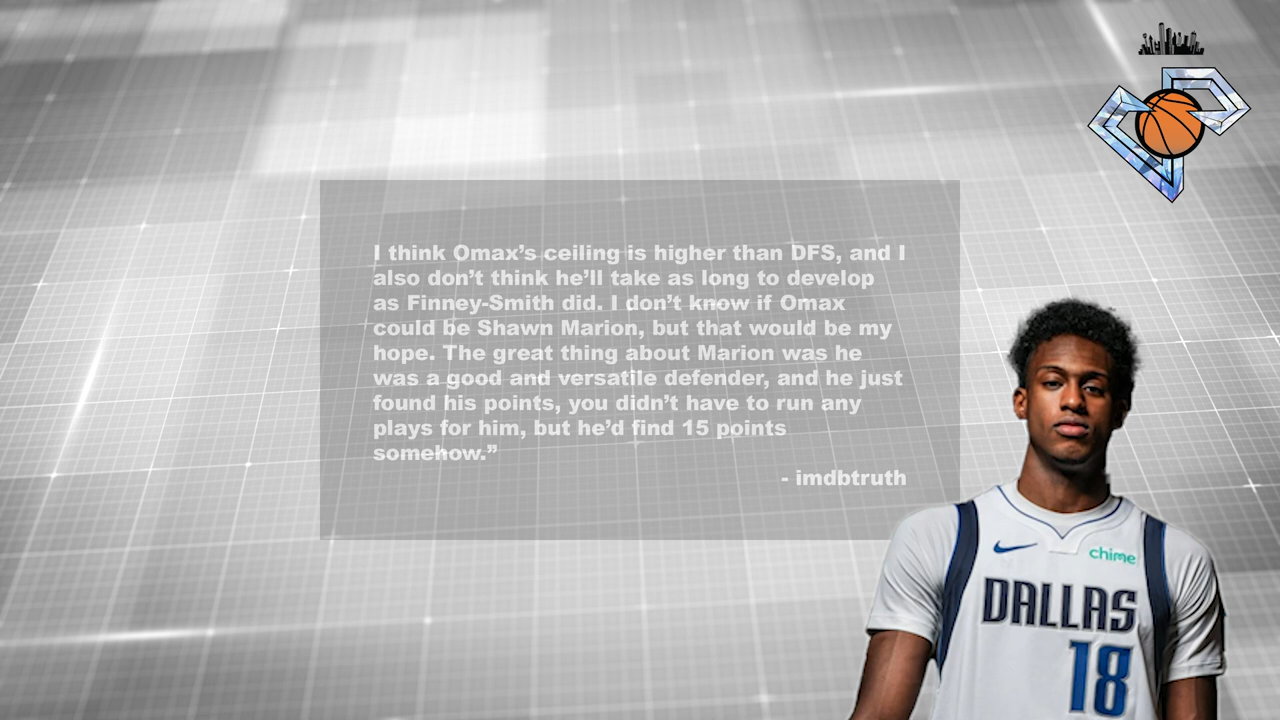 I think Omax’s ceiling is higher than DFS, and I
also don’t think he’ll take as long to develop
as Finney-Smith did. I don’t know if Omax
could be Shawn Marion, but that would be my
hope. The great thing about Marion was he
was a good and versatile defender, and he just
found his points, you didn’t have to run any
plays for him, but he’d find 15 points
somehow.”
- imdbtruth
chime
DALLAS
18